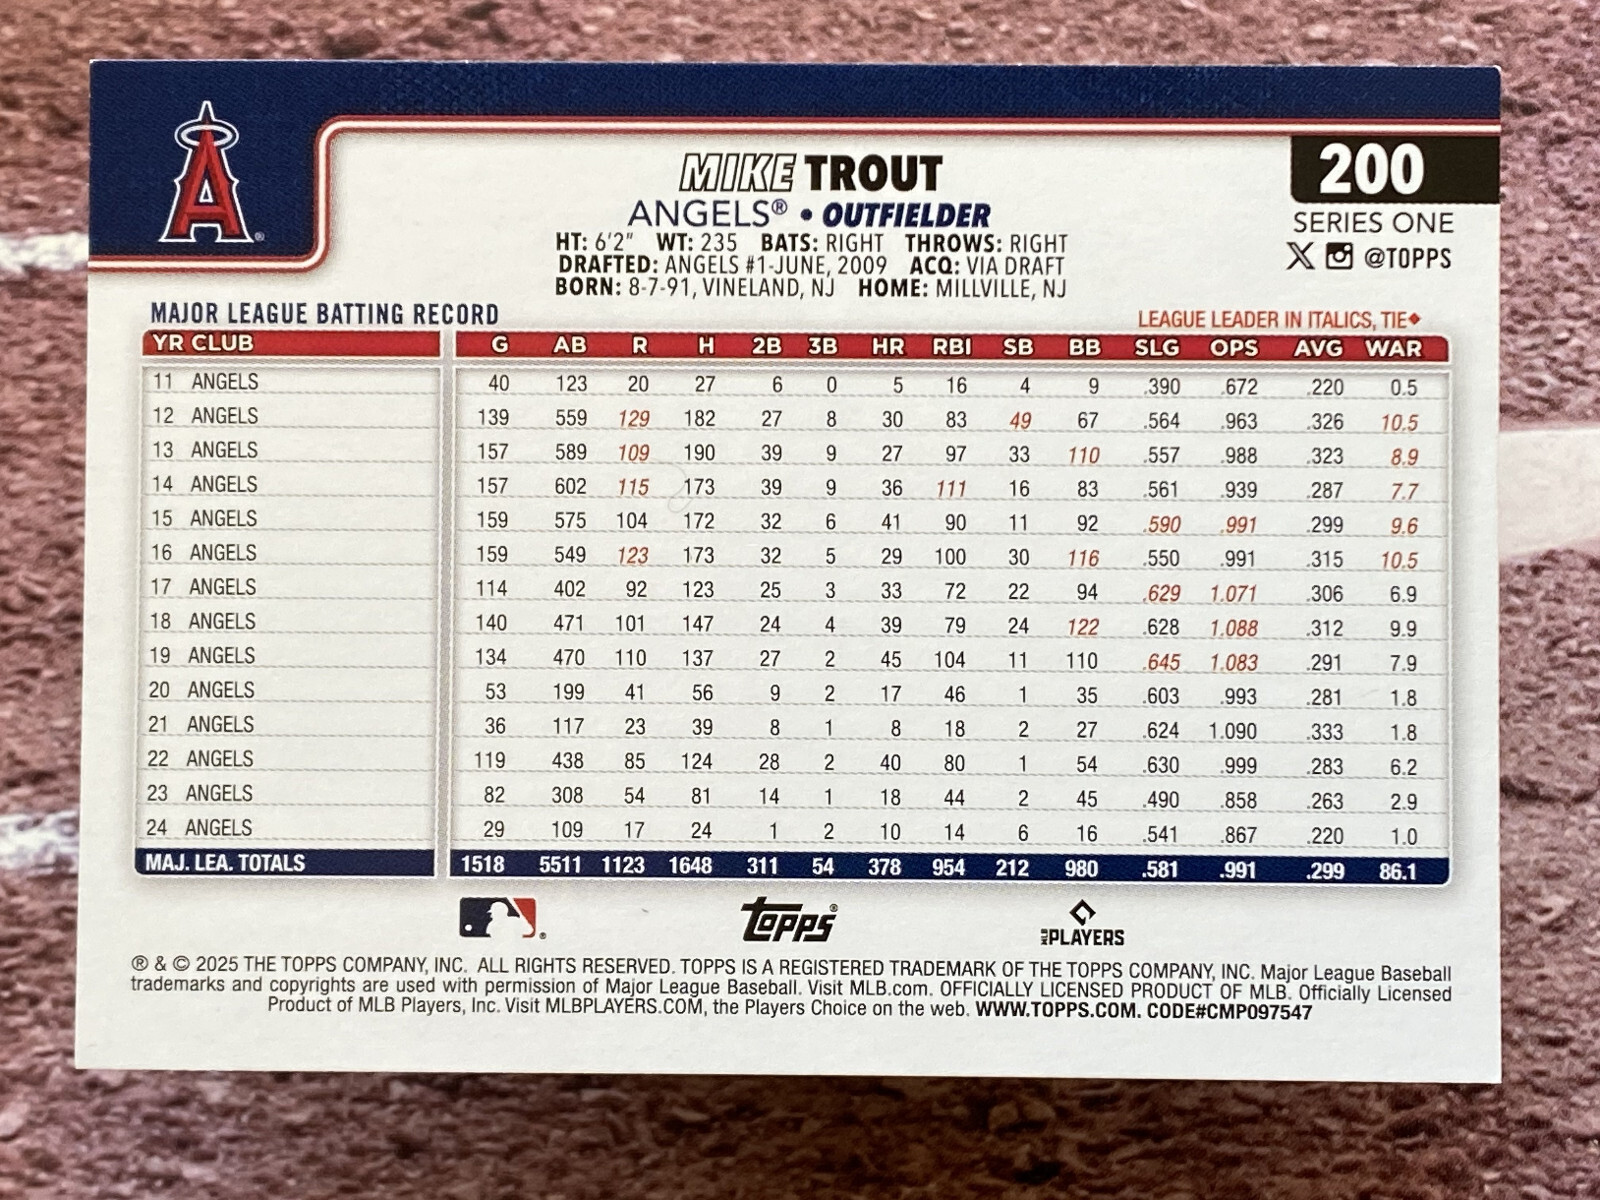 A
MIKE TROUT
200
ANGELS® • OUTFIELDER
SERIES ONE
HT: 6'2" WT: 235 BATS: RIGHT THROWS: RIGHT
@TOPPS
DRAFTED: ANGELS #1-JUNE, 2009 ACQ: VIA DRAFT
BORN: 8-7-91, VINELAND, NJ HOME: MILLVILLE, NJ
MAJOR LEAGUE BATTING RECORD
LEAGUE LEADER IN ITALICS, TIE◆
YR CLUB G AB R H 2B 3B HR RBI SB BB SLG OPS AVG WAR
11 ANGELS 40 123 20 27 6 0 5 16 4 9 .390 .672 .220 0.5
12 ANGELS 139 559 129 182 27 8 30 83 49 67 .564 .963 .326 10.5
13 ANGELS 157 589 109 190 39 9 27 97 33 110 .557 .988 .323 8.9
14 ANGELS 157 602 115 173 39 9 36 111 16 83 .561 .939 .287 7.7
15 ANGELS 159 575 104 172 32 6 41 90 11 92 .590 .991 .299 9.6
16 ANGELS 159 549 123 173 32 5 29 100 30 116 .550 .991 .315 10.5
17 ANGELS 114 402 92 123 25 3 33 72 22 94 .629 1.071 .306 6.9
18 ANGELS 140 471 101 147 24 4 39 79 24 122 .628 1.088 .312 9.9
19 ANGELS 134 470 110 137 27 2 45 104 11 110 .645 1.083 .291 7.9
20 ANGELS 53 199 41 56 9 2 17 46 1 35 .603 .993 .281 1.8
21 ANGELS 36 117 23 39 8 1 8 18 2 27 .624 1.090 .333 1.8
22 ANGELS 119 438 85 124 28 2 40 80 1 54 .630 .999 .283 6.2
23 ANGELS 82 308 54 81 14 1 18 44 2 45 .490 .858 .263 2.9
24 ANGELS 29 109 17 24 1 2 10 14 6 16 .541 .867 .220 1.0
MAJ. LEA. TOTALS 1518 5511 1123 1648 311 54 378 954 212 980 .581 .991 .299 86.1
TOPPS® MLB PLAYERS
® & © 2025 THE TOPPS COMPANY, INC. ALL RIGHTS RESERVED. TOPPS IS A REGISTERED TRADEMARK OF THE TOPPS COMPANY, INC. Major League Baseball
trademarks and copyrights are used with permission of Major League Baseball. Visit MLB.com. OFFICIALLY LICENSED PRODUCT OF MLB. Officially Licensed
Product of MLB Players, Inc. Visit MLBPLAYERS.COM, the Players Choice on the web. WWW.TOPPS.COM. CODE#CMP097547